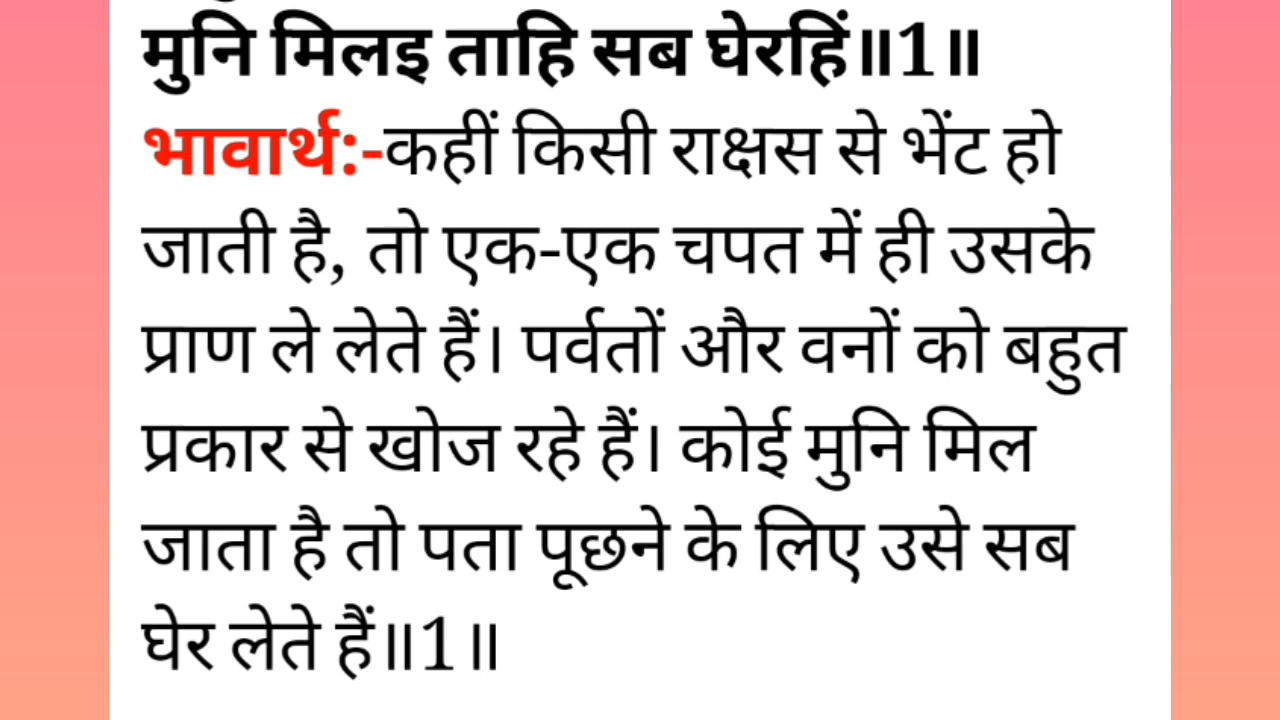 मुनि मिलइ ताहि सब घेरहिं॥1॥
भावार्थ:-कहीं किसी राक्षस से भेंट हो
जाती है, तो एक-एक चपत में ही उसके
प्राण ले लेते हैं। पर्वतों और वनों को बहुत
प्रकार से खोज रहे हैं। कोई मुनि मिल
जाता है तो पता पूछने के लिए उसे सब
घेर लेते हैं॥1॥